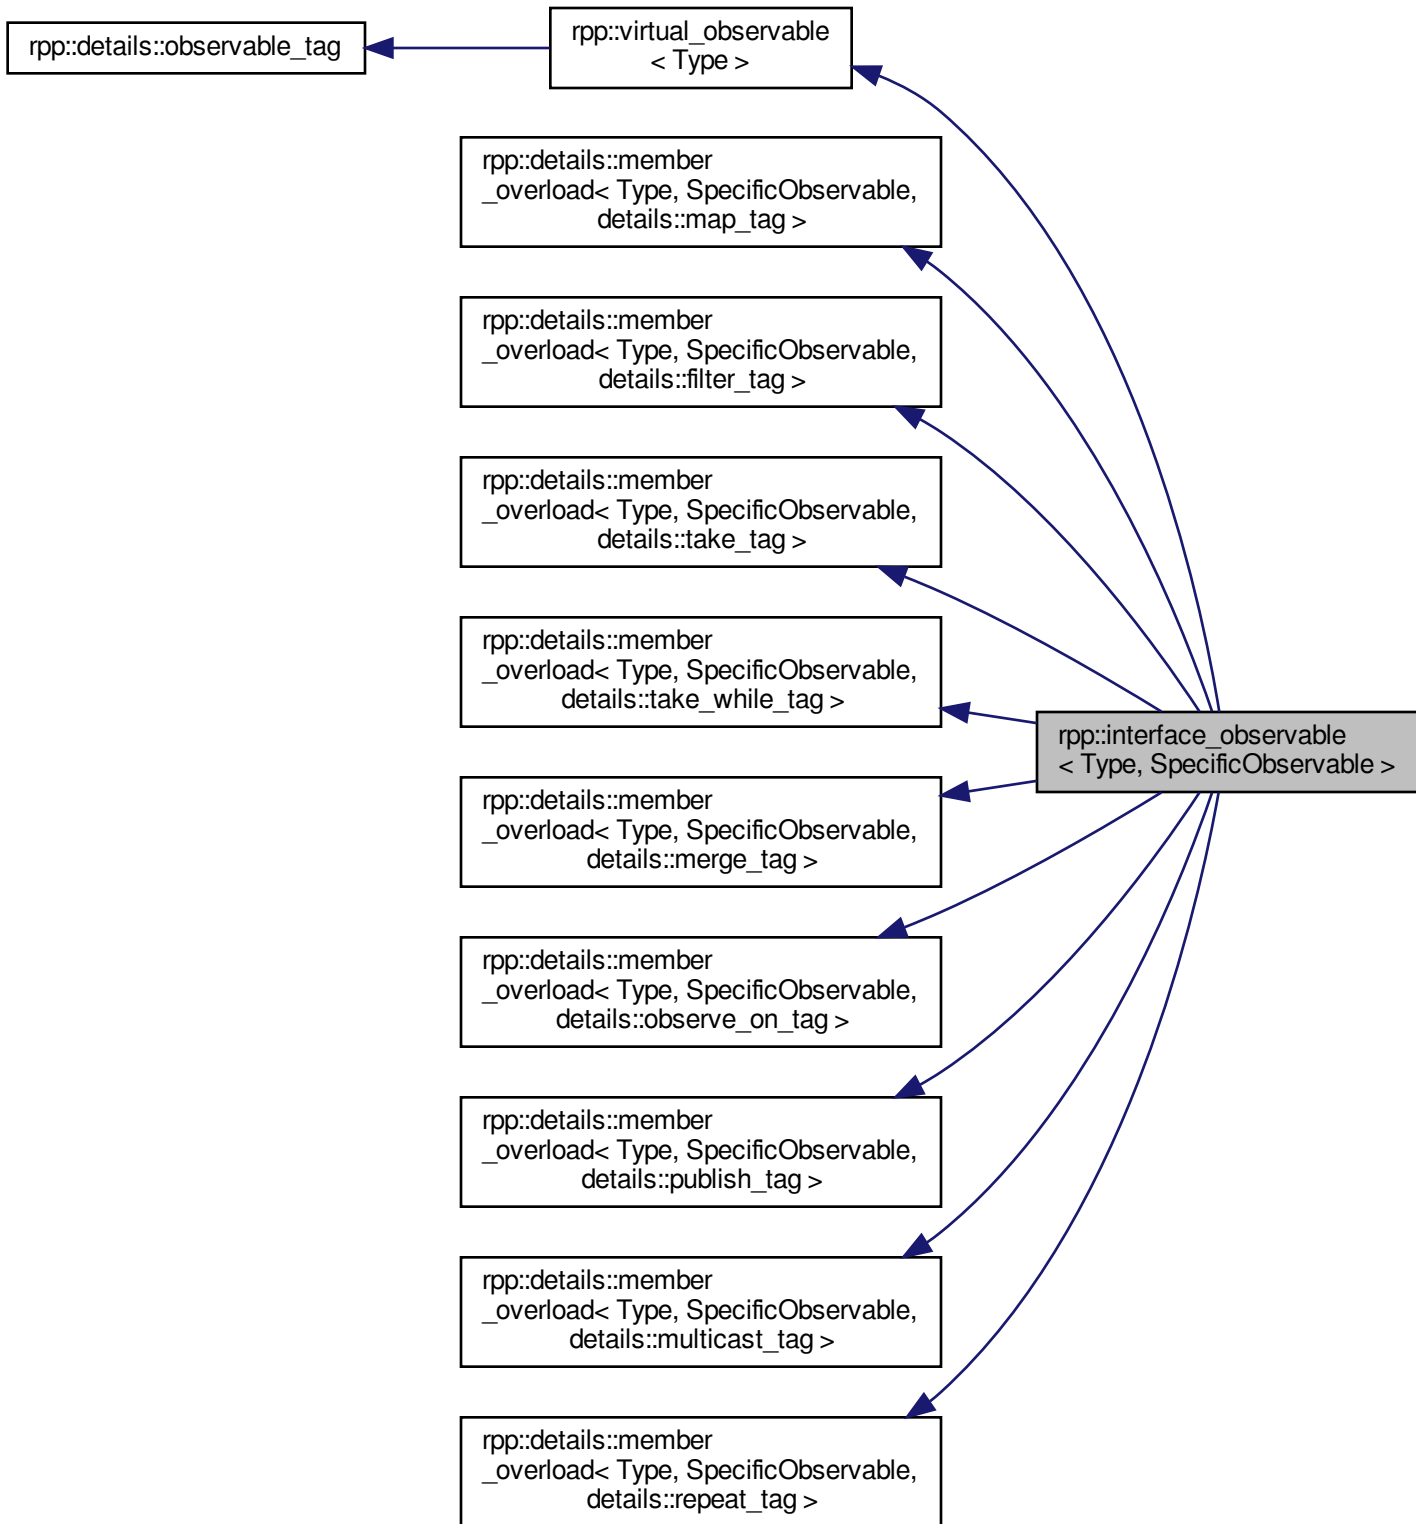 rpp::details::observable_tag
rpp::virtual_observable
< Type >
rpp::details::member
_overload< Type, SpecificObservable,
details::map_tag >
rpp::details::member
_overload< Type, SpecificObservable,
details::filter_tag >
rpp::details::member
_overload< Type, SpecificObservable,
details::take_tag >
rpp::details::member
_overload< Type, SpecificObservable,
details::take_while_tag >
rpp::interface_observable
< Type, SpecificObservable >
rpp::details::member
_overload< Type, SpecificObservable,
details::merge_tag >
rpp::details::member
_overload< Type, SpecificObservable,
details::observe_on_tag >
rpp::details::member
_overload< Type, SpecificObservable,
details::publish_tag >
rpp::details::member
_overload< Type, SpecificObservable,
details::multicast_tag >
rpp::details::member
_overload< Type, SpecificObservable,
details::repeat_tag >